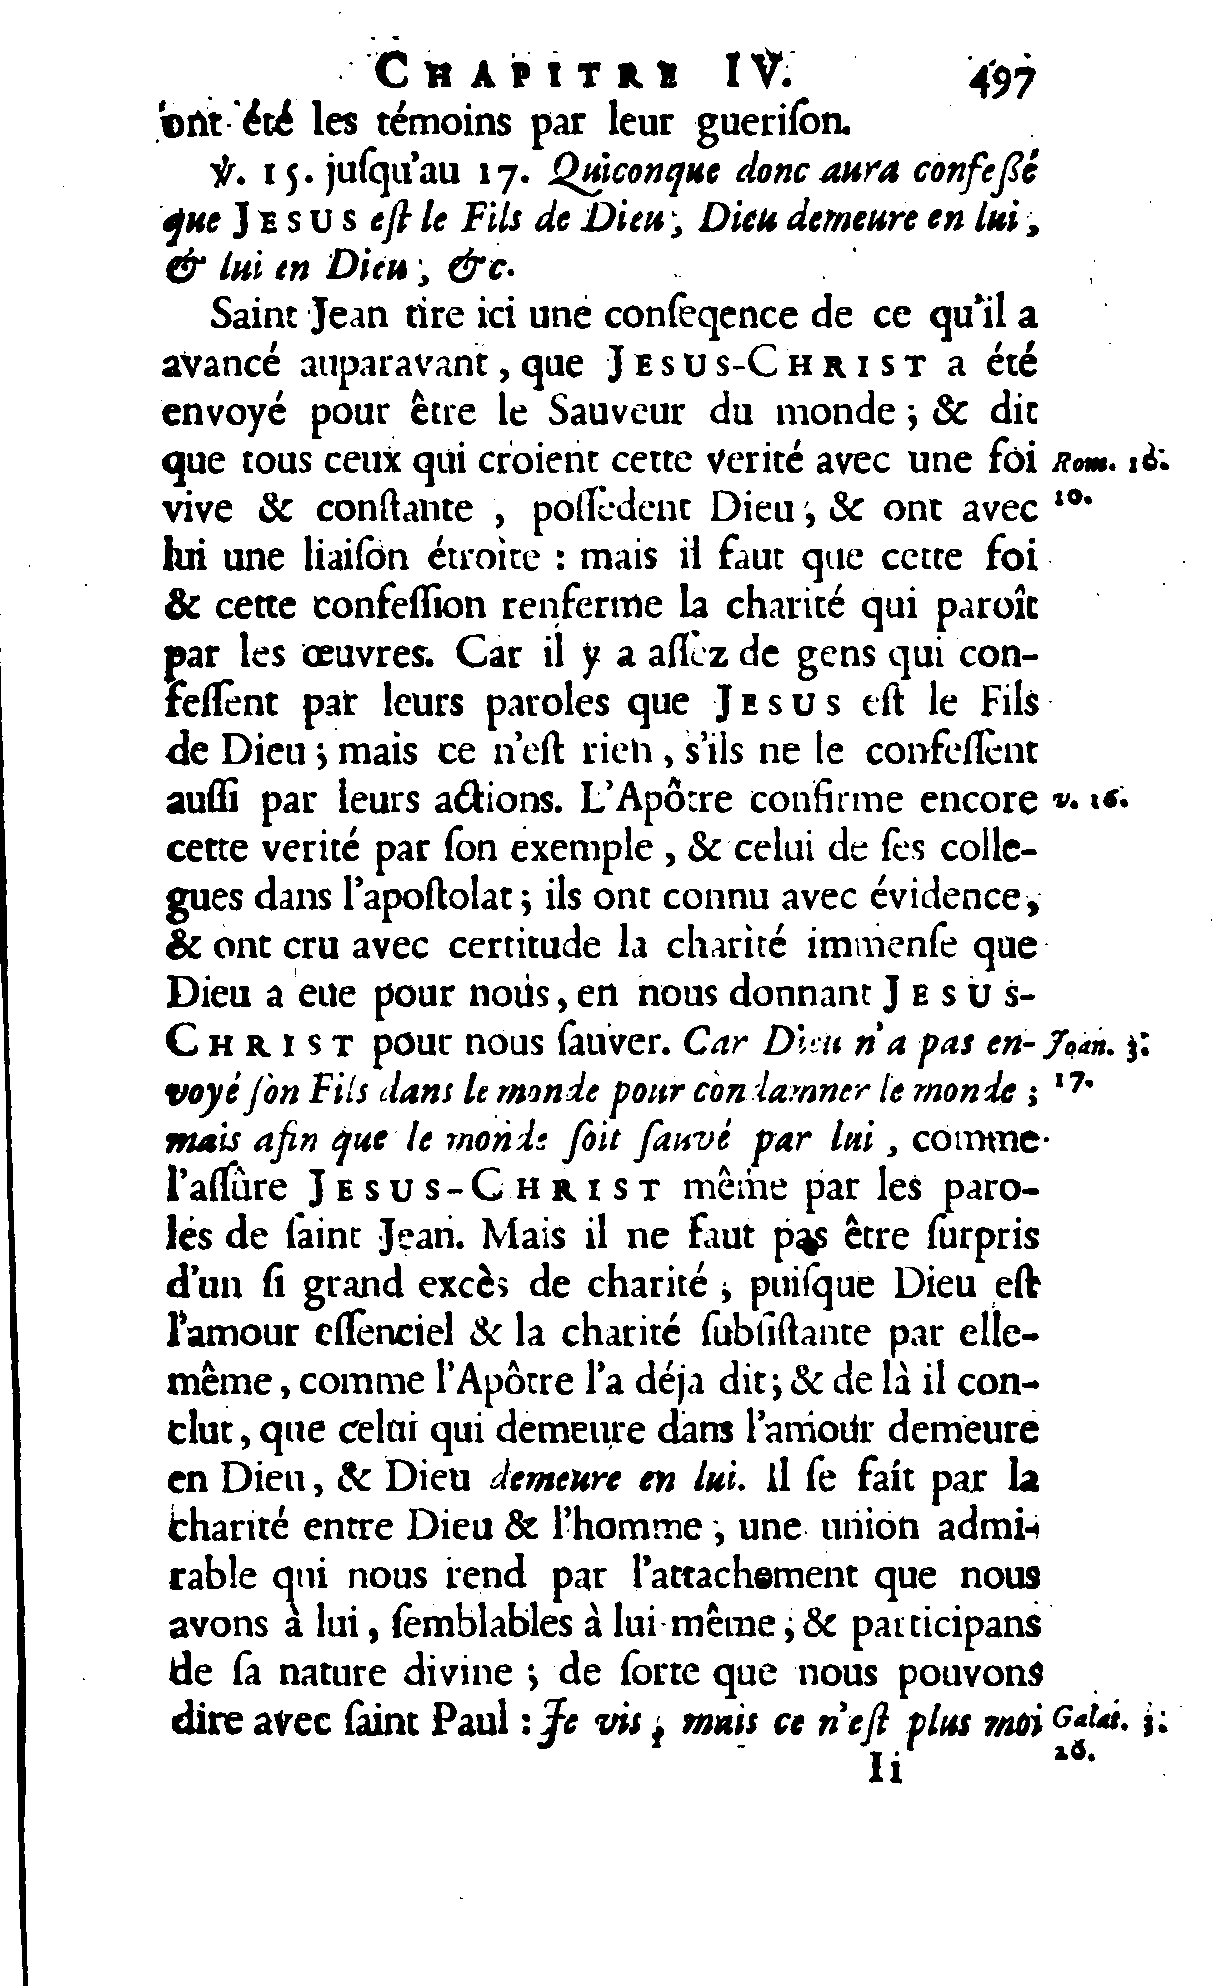 CHAPITRE IV. 497
ont été les témoins par leur gueriſon.
℣. 15. juſqu'au 17. Quiconque donc aura confeſſé
que JESUS eſt le Fils de Dieu, Dieu demeure en lui,
& lui en Dieu, &c.
Saint Jean tire ici une conſeqence de ce qu'il a
avancé auparavant, que JESUS-CHRIST a été
envoyé pour être le Sauveur du monde; & dit
que tous ceux qui croient cette verité avec une foi Rom. 10.
vive & conſtante, poſſedent Dieu, & ont avec 10.
lui une liaiſon étroite : mais il faut que cette foi
& cette confeſſion renferme la charité qui paroît
par les œuvres. Car il y a aſſez de gens qui con-
feſſent par leurs paroles que JESUS eſt le Fils
de Dieu; mais ce n'eſt rien, s'ils ne le confeſſent
auſſi par leurs actions. L'Apôtre confirme encore v. 16.
cette verité par ſon exemple, & celui de ſes colle-
gues dans l'apoſtolat; ils ont connu avec évidence,
& ont cru avec certitude la charité immenſe que
Dieu a eue pour nous, en nous donnant JESUS-
CHRIST pour nous ſauver. Car Dieu n'a pas en- Joan. 3.
voyé ſon Fils dans le monde pour condamner le monde; 17.
mais afin que le monde ſoit ſauvé par lui, comme
l'aſſûre JESUS-CHRIST même par les paro-
les de ſaint Jean. Mais il ne faut pas être ſurpris
d'un ſi grand excès de charité, puiſque Dieu eſt
l'amour eſſenciel & la charité ſubſiſtante par elle-
même, comme l'Apôtre l'a déja dit; & de là il con-
clut, que celui qui demeure dans l'amour demeure
en Dieu, & Dieu demeure en lui. Il ſe fait par la
charité entre Dieu & l'homme, une union admi-
rable qui nous rend par l'attachement que nous
avons à lui, ſemblables à lui-même, & participans
de ſa nature divine; de ſorte que nous pouvons
dire avec ſaint Paul : Je vis, mais ce n'eſt plus moi Galat. 3.
Ii 20.